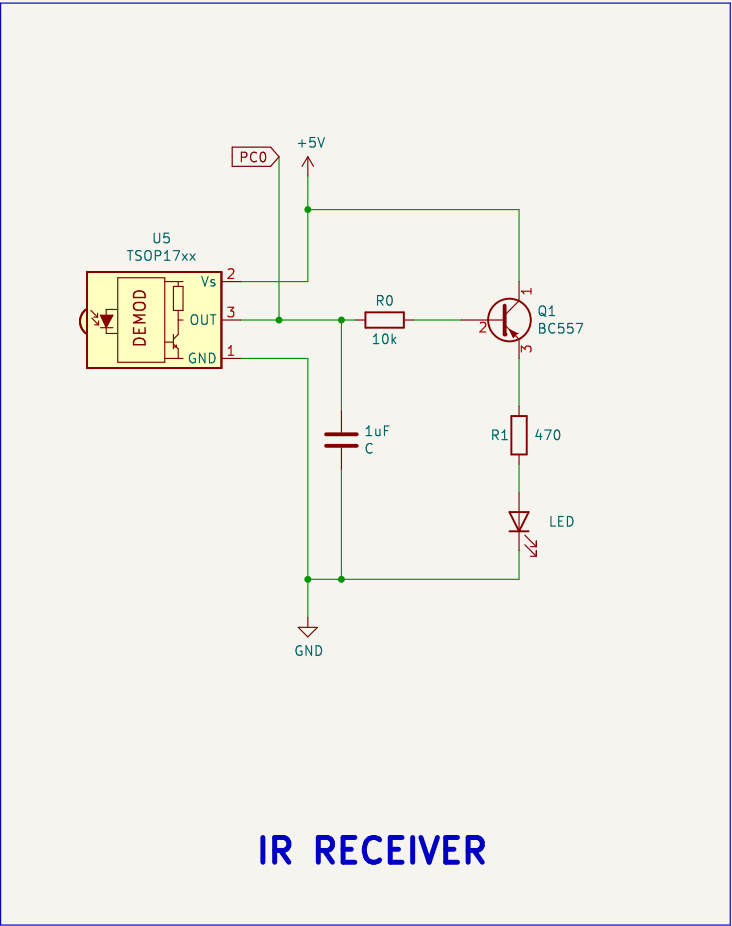 +5V
PC0
U5
TSOP17xx
2
Vs
1
DEMOD
3
OUT
R0
10k
2
Q1
BC557
1
GND
3
1uF
C
R1
470
LED
GND
IR RECEIVER